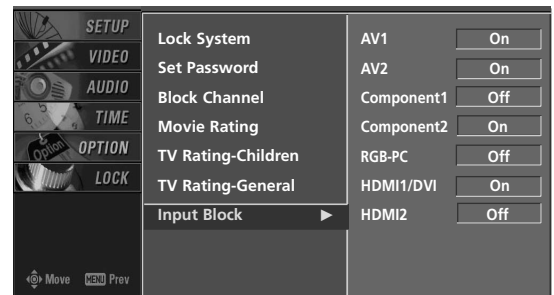 SETUP
VIDEO
AUDIO
TIME
OPTION
LOCK
Move MENU Prev
Lock System
Set Password
Block Channel
Movie Rating
TV Rating-Children
TV Rating-General
Input Block ►
AV1 On
AV2 On
Component1 Off
Component2 On
RGB-PC Off
HDMI1/DVI On
HDMI2 Off